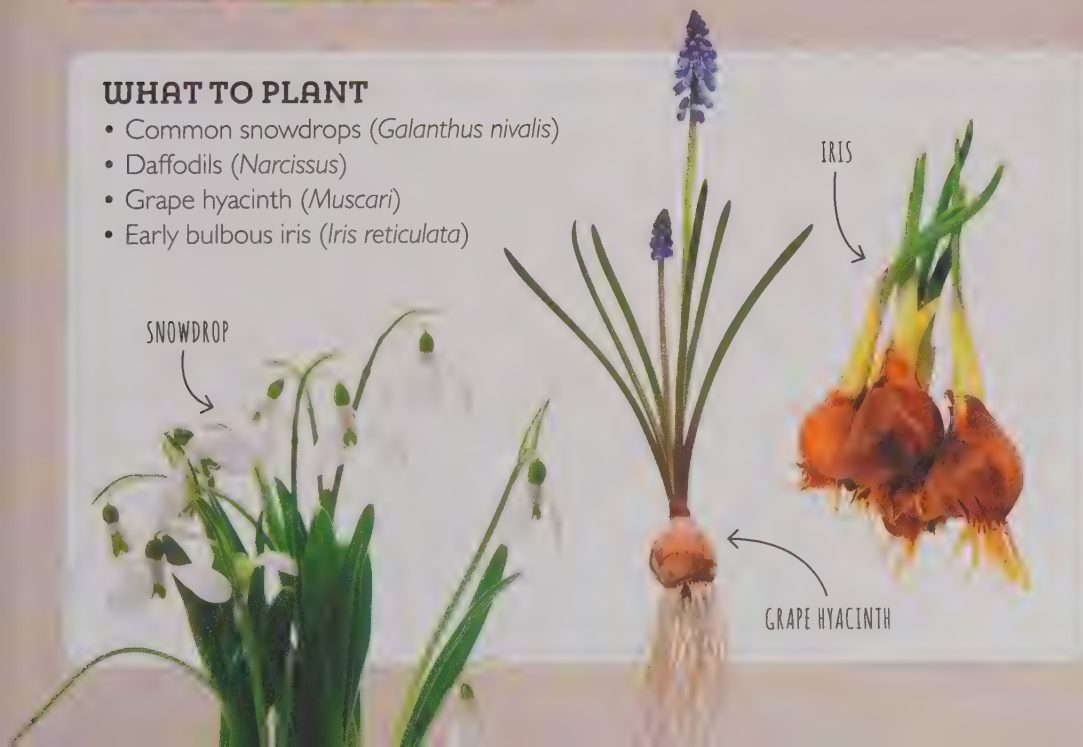 WHAT TO PLANT
• Common snowdrops (Galanthus nivalis)
• Daffodils (Narcissus)
• Grape hyacinth (Muscari)
• Early bulbous iris (Iris reticulata)
IRIS
SNOWDROP
GRAPE HYACINTH